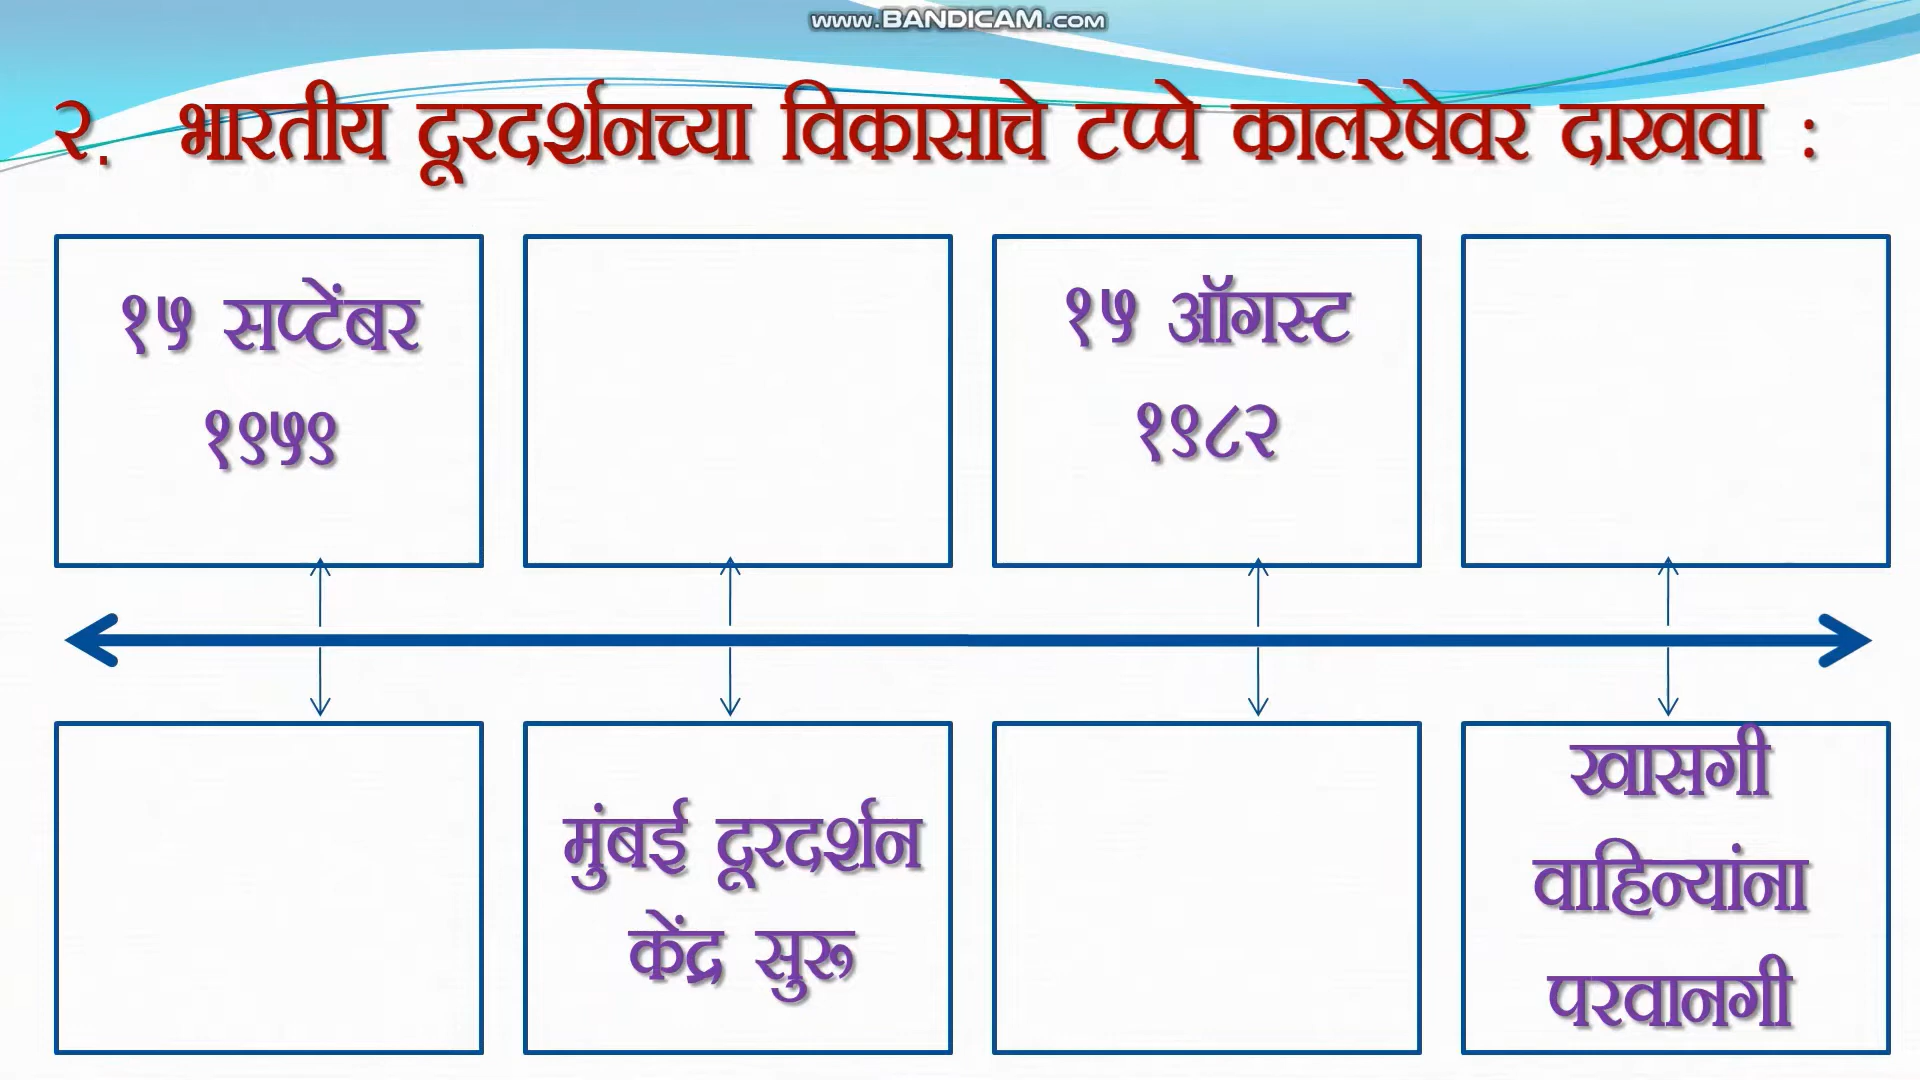 www.BANDICAM.com
२. भारतीय दूरदर्शनच्या विकासाचे टप्पे कालरेषेवर दाखवा :
१५ सप्टेंबर
१९५९
१५ ऑगस्ट
१९८२
मुंबई दूरदर्शन
केंद्र सुरू
खासगी
वाहिन्यांना
परवानगी